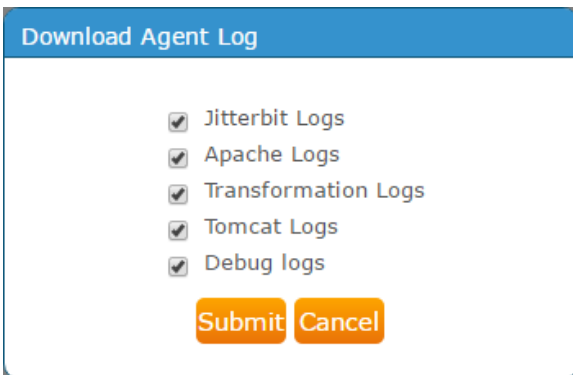 Download Agent Log
Jitterbit Logs
Apache Logs
Transformation Logs
Tomcat Logs
Debug logs
Submit Cancel